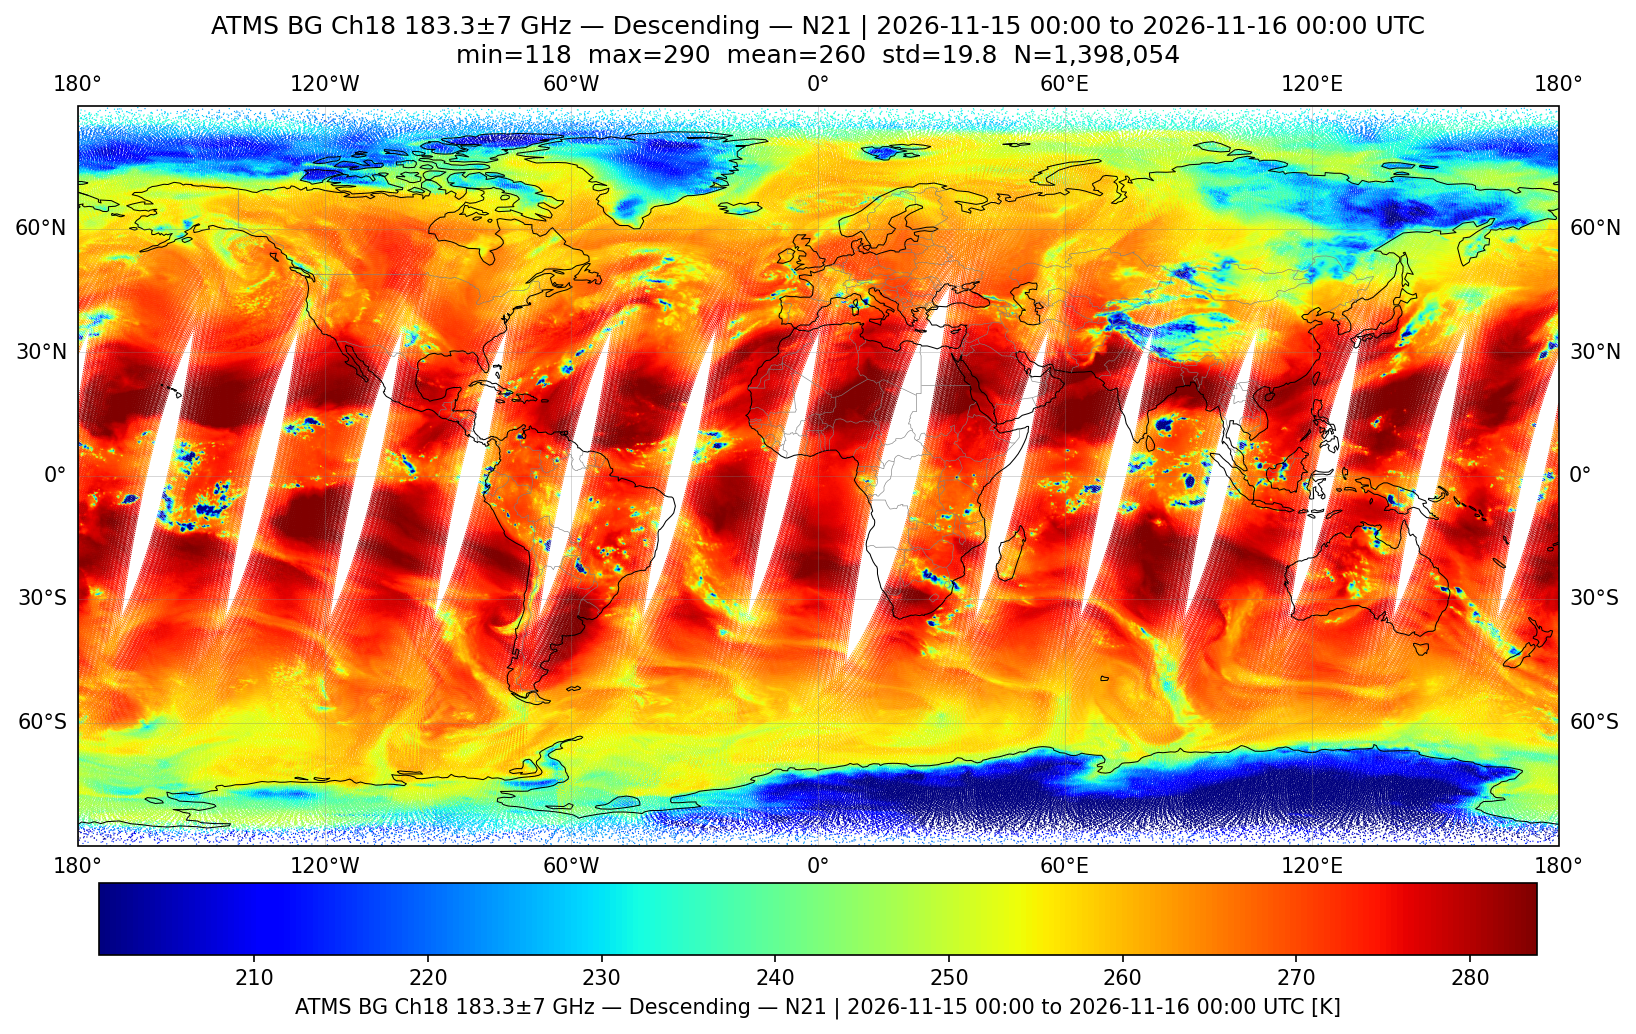 ATMS BG Ch18 183.3±7 GHz — Descending — N21 | 2026-11-15 00:00 to 2026-11-16 00:00 UTC
min=118 max=290 mean=260 std=19.8 N=1,398,054
180° 120°W 60°W 0° 60°E 120°E 180°
60°N 60°N
30°N 30°N
0° 0°
30°S 30°S
60°S 60°S
180° 120°W 60°W 0° 60°E 120°E 180°
210 220 230 240 250 260 270 280
ATMS BG Ch18 183.3±7 GHz — Descending — N21 | 2026-11-15 00:00 to 2026-11-16 00:00 UTC [K]